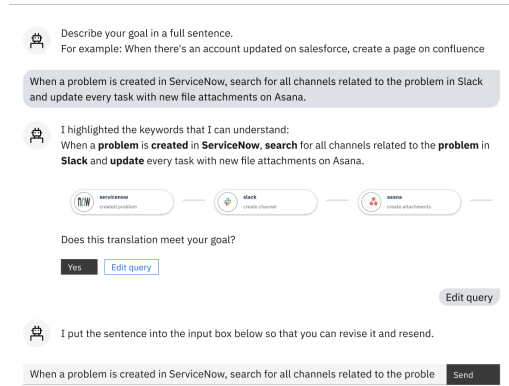 Describe your goal in a full sentence.
For example: When there's an account updated on salesforce, create a page on confluence
When a problem is created in ServiceNow, search for all channels related to the problem in Slack
and update every task with new file attachments on Asana.
I highlighted the keywords that I can understand:
When a problem is created in ServiceNow, search for all channels related to the problem in
Slack and update every task with new file attachments on Asana.
now
servicenow
created problem
slack
create channel
asana
create attachments
Does this translation meet your goal?
Yes
Edit query
Edit query
I put the sentence into the input box below so that you can revise it and resend.
When a problem is created in ServiceNow, search for all channels related to the proble
Send